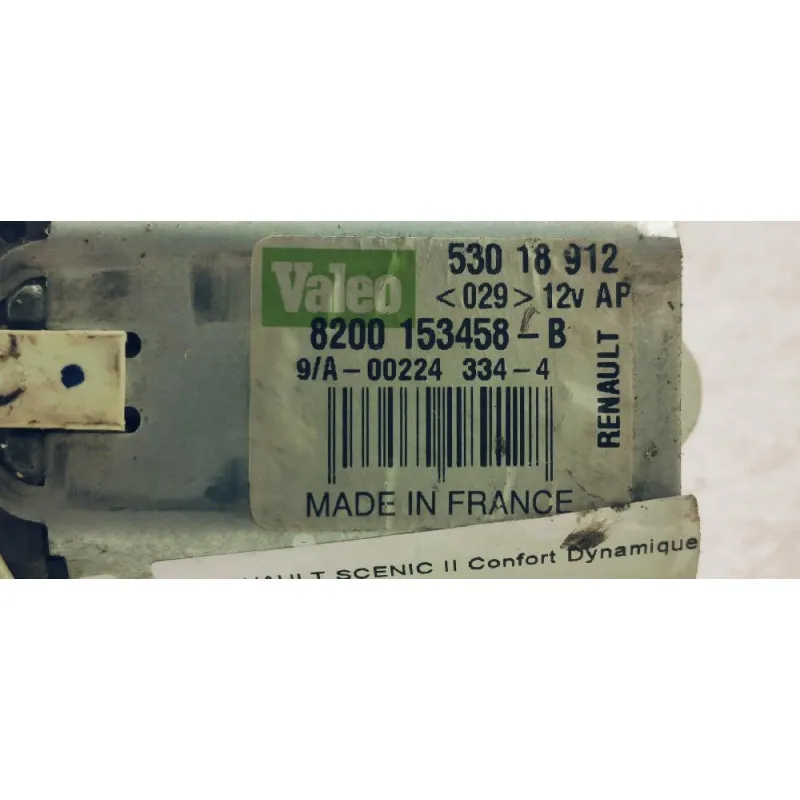 Valeo
530 18 912
<029> 12v AP
8200 153458-B
9/A-00224 334-4
RENAULT
MADE IN FRANCE
SCENIC II Confort Dynamique